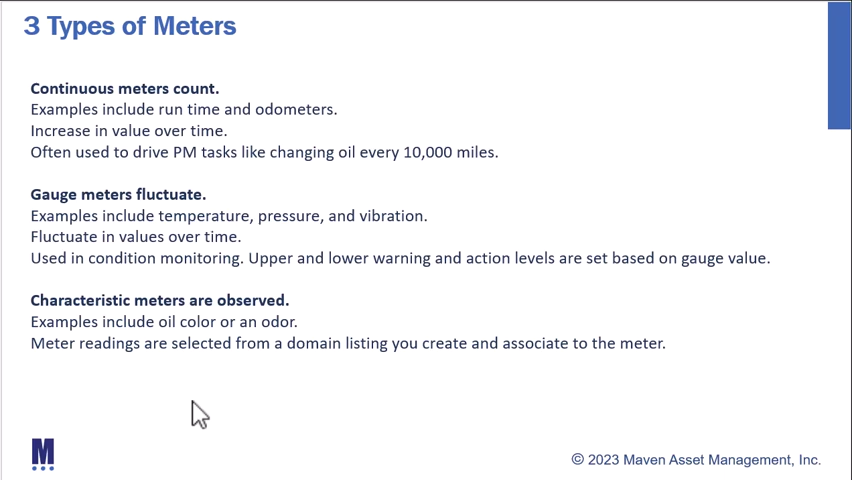 3 Types of Meters
Continuous meters count.
Examples include run time and odometers.
Increase in value over time.
Often used to drive PM tasks like changing oil every 10,000 miles.
Gauge meters fluctuate.
Examples include temperature, pressure, and vibration.
Fluctuate in values over time.
Used in condition monitoring. Upper and lower warning and action levels are set based on gauge value.
Characteristic meters are observed.
Examples include oil color or an odor.
Meter readings are selected from a domain listing you create and associate to the meter.
M
© 2023 Maven Asset Management, Inc.